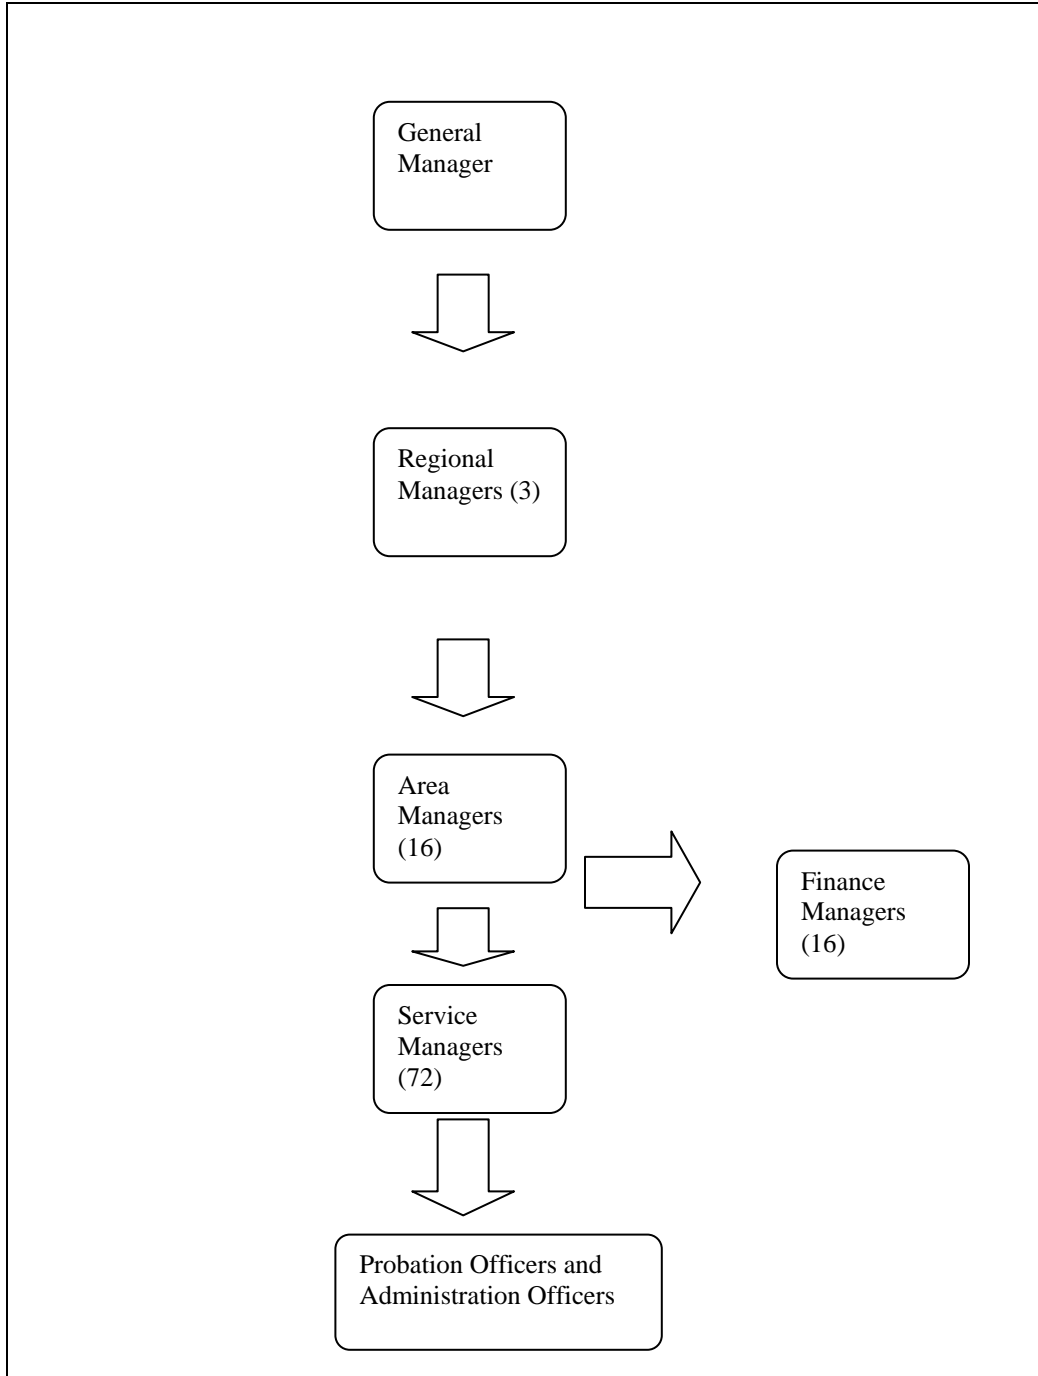 General
Manager
Regional
Managers (3)
Area
Managers
(16)
Finance
Managers
(16)
Service
Managers
(72)
Probation Officers and
Administration Officers